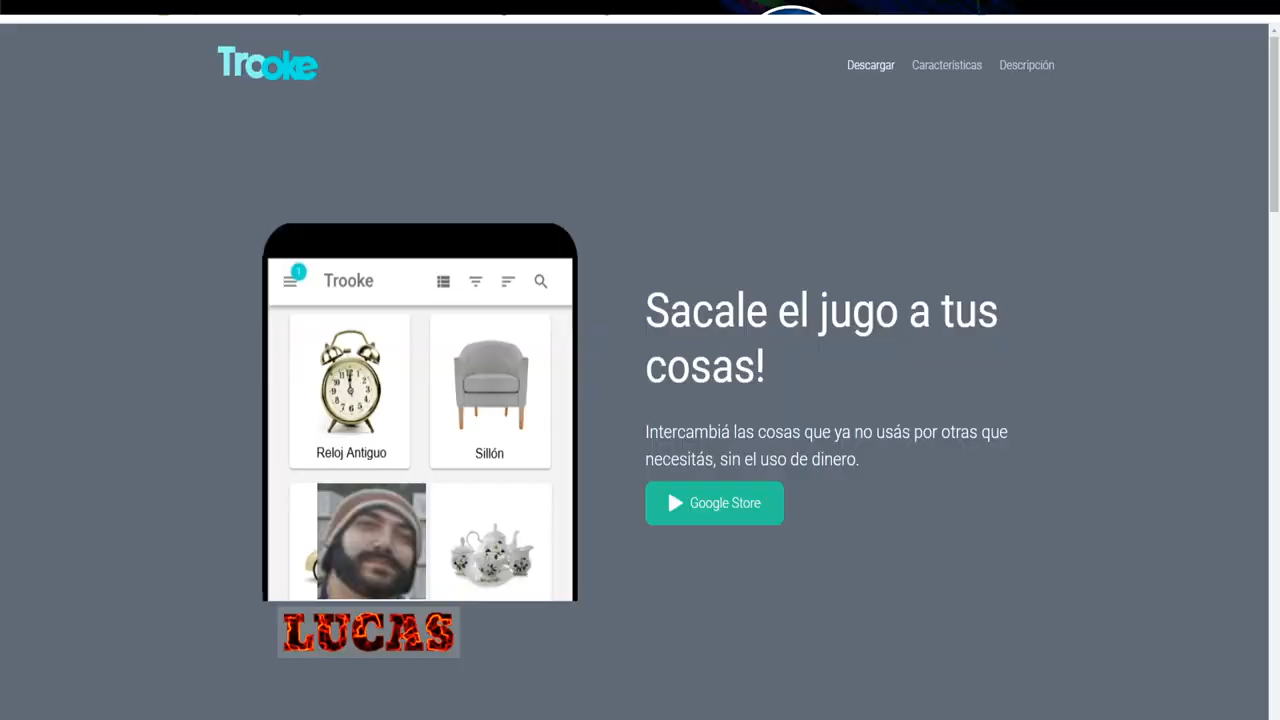 Trooke
Descargar
Características
Descripción
1
Trooke
Reloj Antiguo
Sillón
Sacale el jugo a tus
cosas!
Intercambiá las cosas que ya no usás por otras que
necesitás, sin el uso de dinero.
Google Store
LUCAS